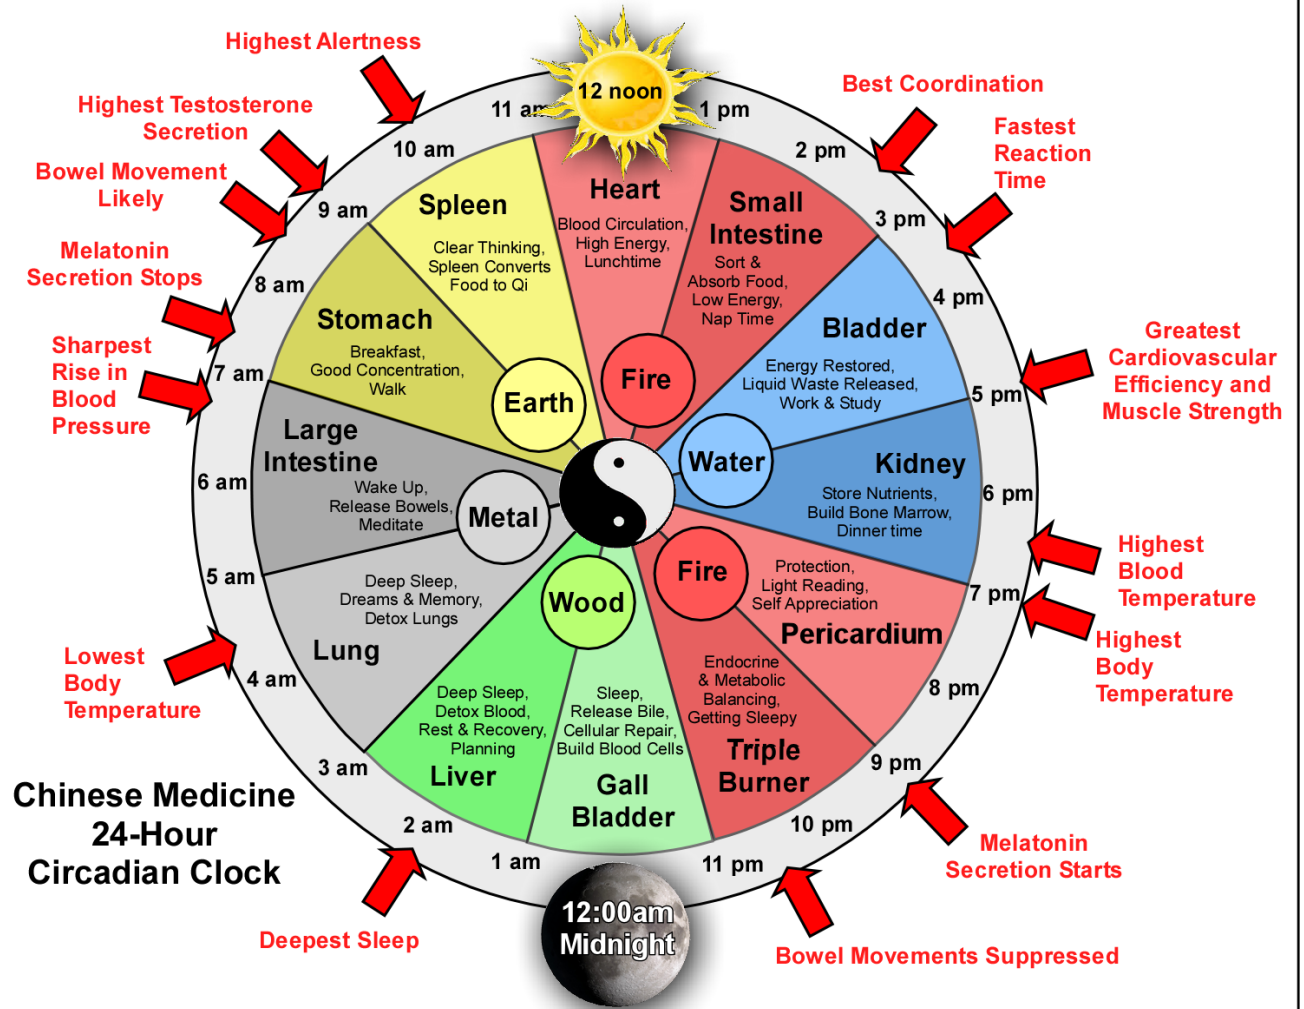 Highest Alertness
Highest Testosterone
Secretion
Bowel Movement
Likely
Melatonin
Secretion Stops
Sharpest
Rise in
Blood
Pressure
Lowest
Body
Temperature
Chinese Medicine
24-Hour
Circadian Clock
Deepest Sleep
12 noon
1 pm
2 pm
3 pm
4 pm
5 pm
6 pm
7 pm
8 pm
9 pm
10 pm
11 pm
12:00am
Midnight
1 am
2 am
3 am
4 am
5 am
6 am
7 am
8 am
9 am
10 am
11 am
Heart
Blood Circulation,
High Energy,
Lunchtime
Small
Intestine
Sort &
Absorb Food,
Low Energy,
Nap Time
Fire
Bladder
Energy Restored,
Liquid Waste Released,
Work & Study
Water
Kidney
Store Nutrients,
Build Bone Marrow,
Dinner time
Protection,
Light Reading,
Self Appreciation
Pericardium
Fire
Endocrine
& Metabolic
Balancing,
Getting Sleepy
Triple
Burner
Sleep,
Release Bile,
Cellular Repair,
Build Blood Cells
Gall
Bladder
Wood
Deep Sleep,
Detox Blood,
Rest & Recovery,
Planning
Liver
Deep Sleep,
Dreams & Memory,
Detox Lungs
Lung
Metal
Large
Intestine
Wake Up,
Release Bowels,
Meditate
Stomach
Breakfast,
Good Concentration,
Walk
Earth
Spleen
Clear Thinking,
Spleen Converts
Food to Qi
Best Coordination
Fastest
Reaction
Time
Greatest
Cardiovascular
Efficiency and
Muscle Strength
Highest
Blood
Temperature
Highest
Body
Temperature
Melatonin
Secretion Starts
Bowel Movements Suppressed